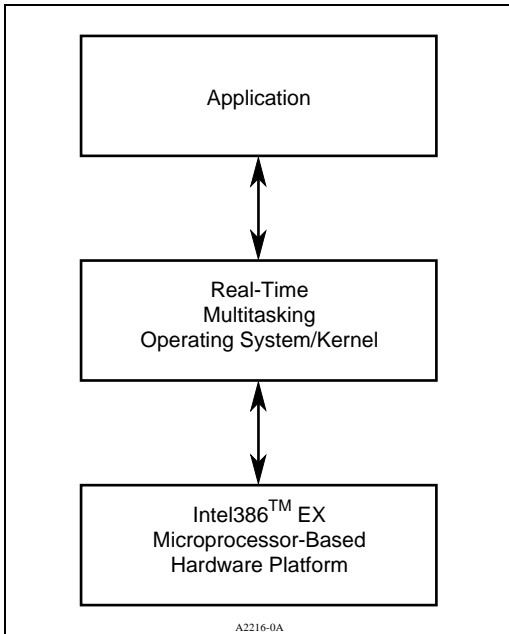 Application
Real-Time
Multitasking
Operating System/Kernel
Intel386™ EX
Microprocessor-Based
Hardware Platform
A2216-0A